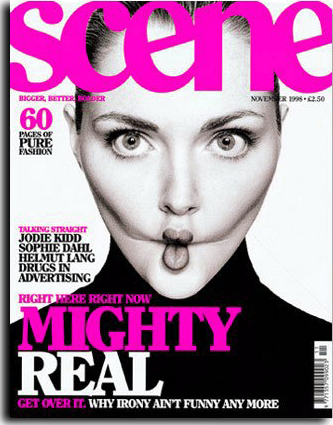 scene
BIGGER, BETTER, BOLDER
NOVEMBER 1998 • £2.50
60
PAGES OF
PURE
FASHION
TALKING STRAIGHT
JODIE KIDD
SOPHIE DAHL
HELMUT LANG
DRUGS IN
ADVERTISING
RIGHT HERE RIGHT NOW
MIGHTY
REAL
GET OVER IT. WHY IRONY AIN'T FUNNY ANY MORE